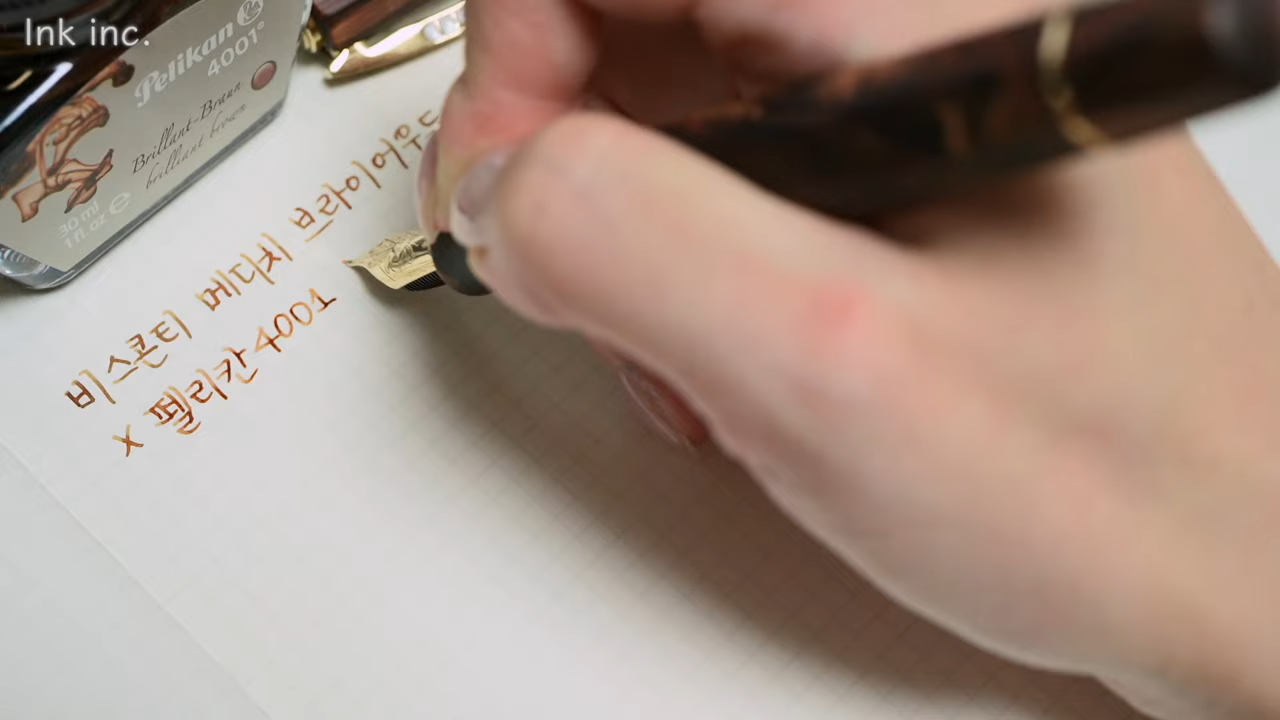 Ink inc.
Pelikan
4001®
Brillant-Braun
brilliant brown
30 ml e
1 fl. oz
비스콘티 메디치 브라이어우드
x 펠리칸 4001